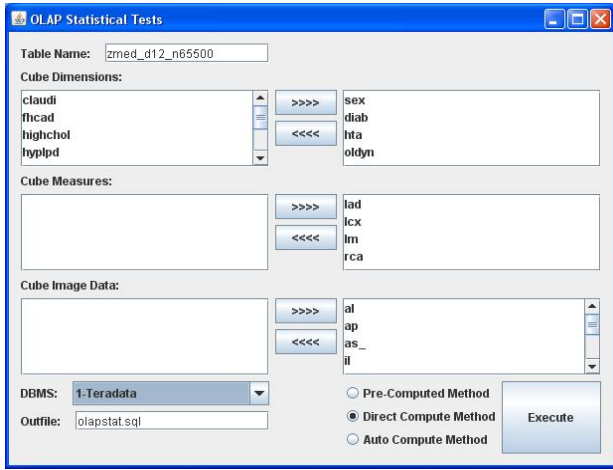 OLAP Statistical Tests
Table Name: zmed_d12_n65500
Cube Dimensions:
claudi
fhcad
highchol
hyplpd
>>>>
<<<<
sex
diab
hta
oldyn
Cube Measures:
>>>>
<<<<
lad
lcx
lm
rca
Cube Image Data:
>>>>
<<<<
al
ap
as_
il
DBMS: 1-Teradata
Outfile: olapstat.sql
Pre-Computed Method
Direct Compute Method
Auto Compute Method
Execute